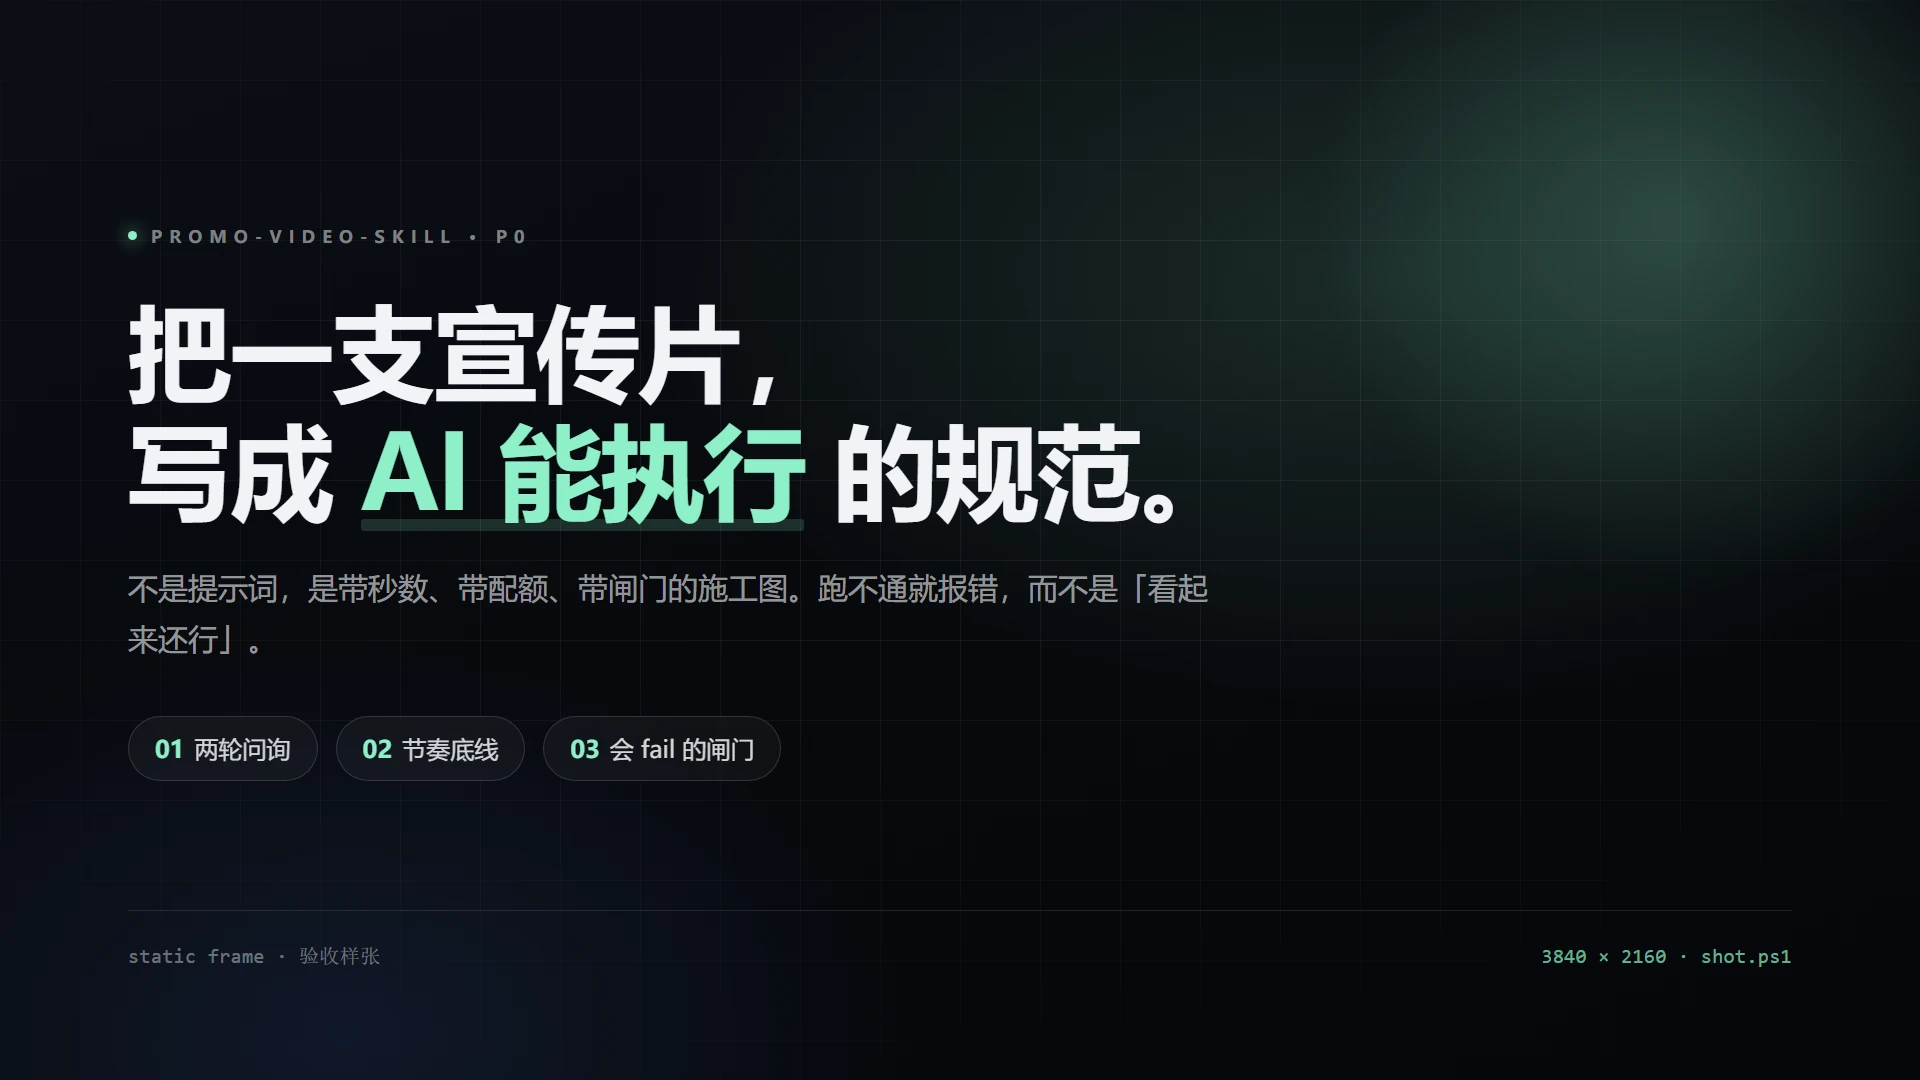 PROMO-VIDEO-SKILL • P0
把一支宣传片，
写成 AI 能执行 的规范。
不是提示词，是带秒数、带配额、带闸门的施工图。跑不通就报错，而不是「看起
来还行」。
01 两轮问询
02 节奏底线
03 会 fail 的闸门
static frame · 验收样张
3840 × 2160 · shot.ps1